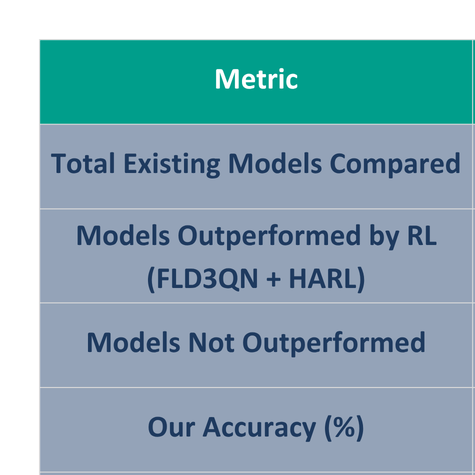 Metric
Total Existing Models Compared
Models Outperformed by RL
(FLD3QN + HARL)
Models Not Outperformed
Our Accuracy (%)